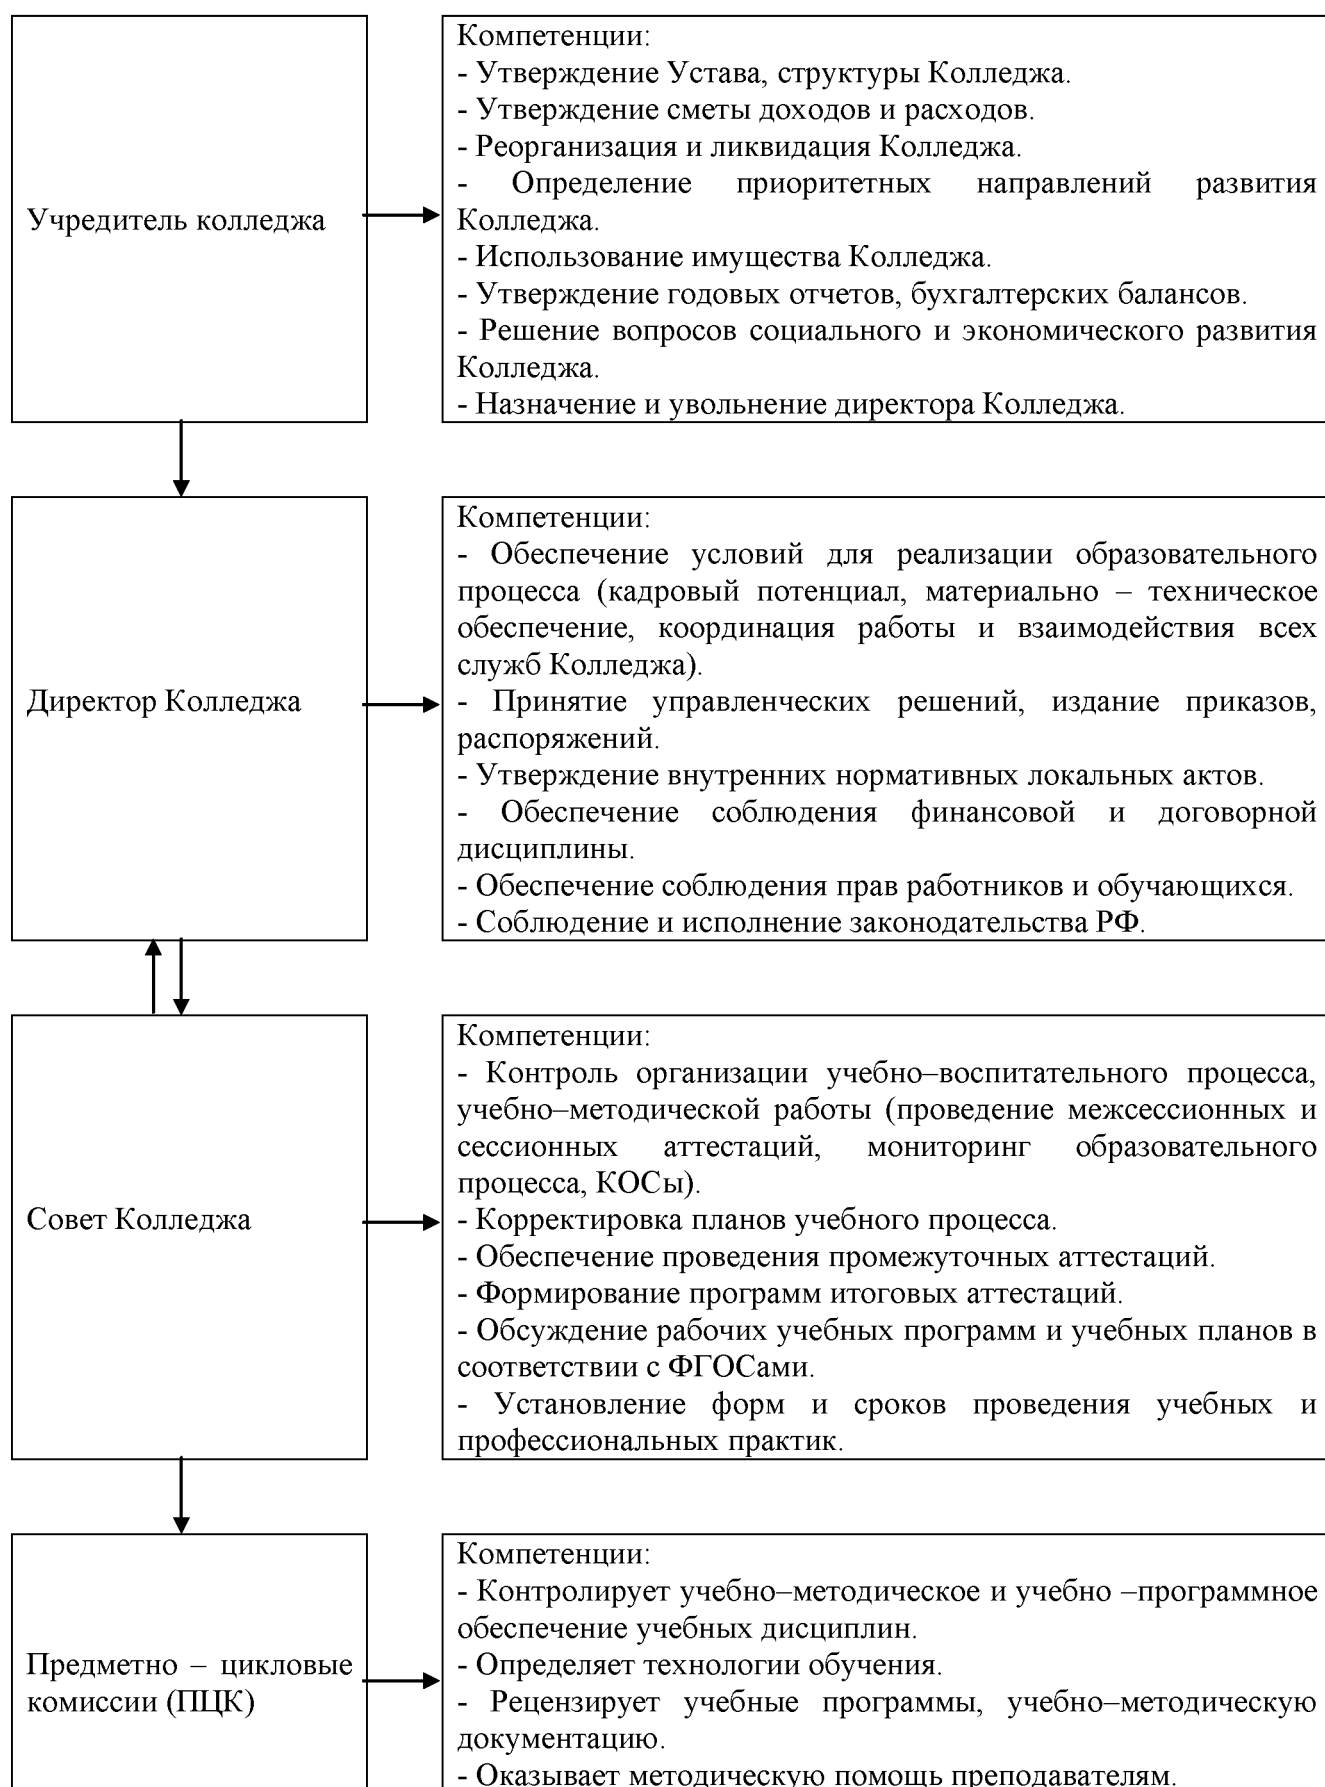 Учредитель колледжа
Компетенции:
- Утверждение Устава, структуры Колледжа.
- Утверждение сметы доходов и расходов.
- Реорганизация и ликвидация Колледжа.
- Определение приоритетных направлений развития
Колледжа.
- Использование имущества Колледжа.
- Утверждение годовых отчетов, бухгалтерских балансов.
- Решение вопросов социального и экономического развития
Колледжа.
- Назначение и увольнение директора Колледжа.
Директор Колледжа
Компетенции:
- Обеспечение условий для реализации образовательного
процесса (кадровый потенциал, материально – техническое
обеспечение, координация работы и взаимодействия всех
служб Колледжа).
- Принятие управленческих решений, издание приказов,
распоряжений.
- Утверждение внутренних нормативных локальных актов.
- Обеспечение соблюдения финансовой и договорной
дисциплины.
- Обеспечение соблюдения прав работников и обучающихся.
- Соблюдение и исполнение законодательства РФ.
Совет Колледжа
Компетенции:
- Контроль организации учебно–воспитательного процесса,
учебно–методической работы (проведение межсессионных и
сессионных аттестаций, мониторинг образовательного
процесса, КОСы).
- Корректировка планов учебного процесса.
- Обеспечение проведения промежуточных аттестаций.
- Формирование программ итоговых аттестаций.
- Обсуждение рабочих учебных программ и учебных планов в
соответствии с ФГОСами.
- Установление форм и сроков проведения учебных и
профессиональных практик.
Предметно – цикловые
комиссии (ПЦК)
Компетенции:
- Контролирует учебно–методическое и учебно –программное
обеспечение учебных дисциплин.
- Определяет технологии обучения.
- Рецензирует учебные программы, учебно–методическую
документацию.
- Оказывает методическую помощь преподавателям.